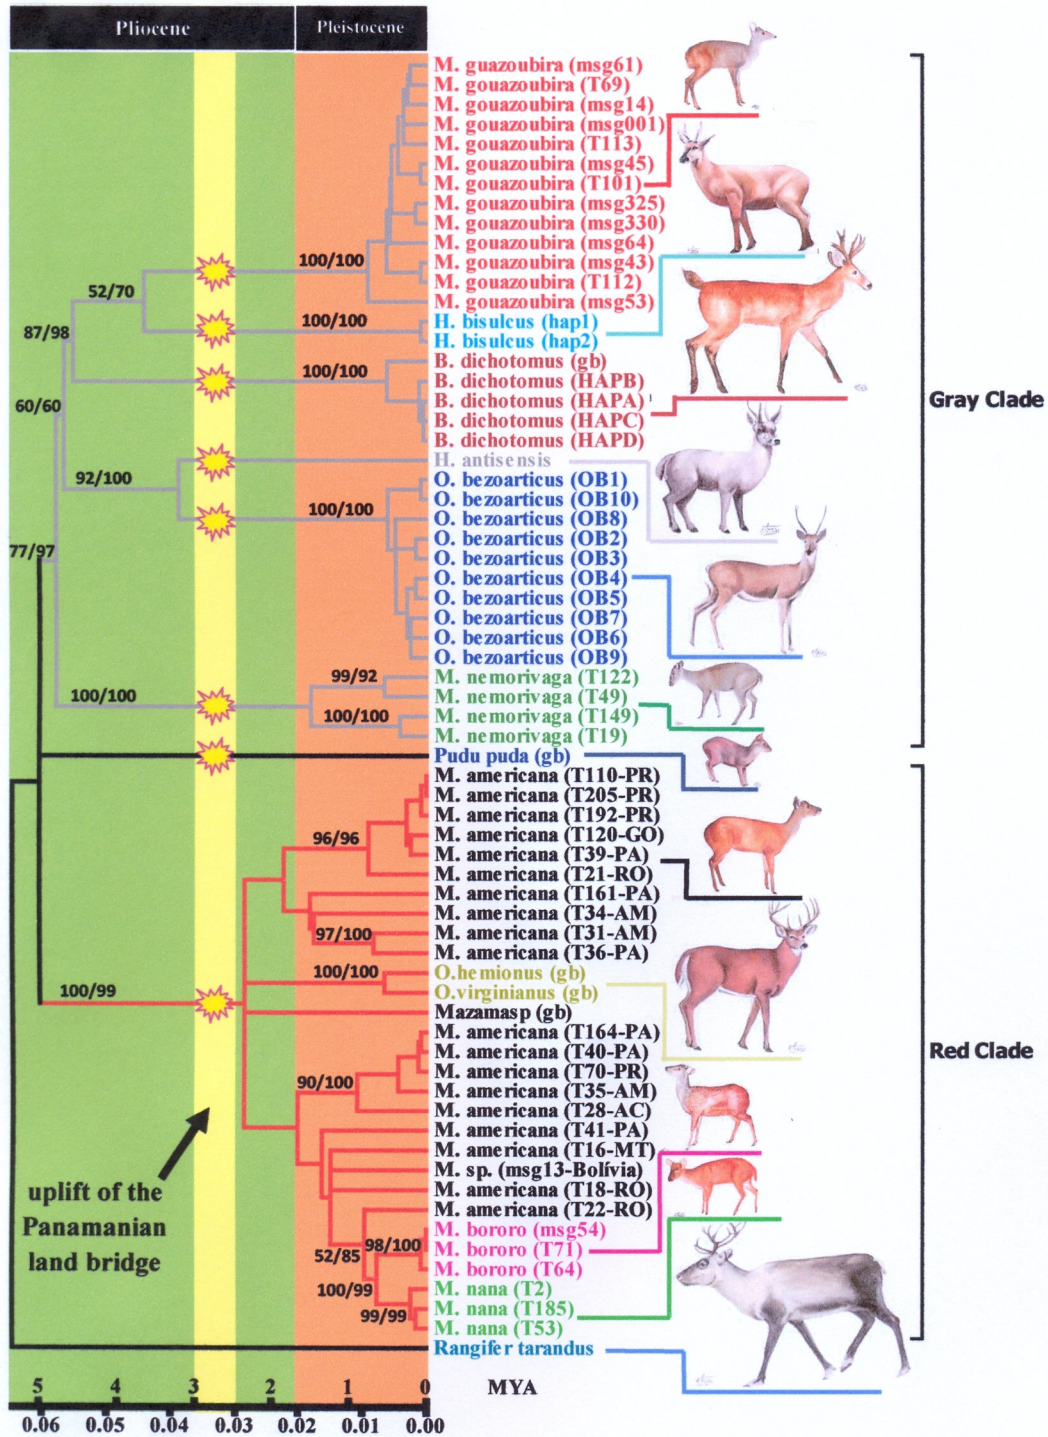 Pliocene
Pleistocene
M. guazoubira (msg61)
M. gouazoubira (T69)
M. gouazoubira (msg14)
M. gouazoubira (msg001)
M. gouazoubira (T113)
M. gouazoubira (msg45)
M. gouazoubira (T101)
M. gouazoubira (msg325)
M. gouazoubira (msg330)
M. gouazoubira (msg64)
M. gouazoubira (msg43)
M. gouazoubira (T112)
M. gouazoubira (msg53)
H. bisulcus (hap1)
H. bisulcus (hap2)
B. dichotomus (gb)
B. dichotomus (HAPB)
B. dichotomus (HAPA)
B. dichotomus (HAPC)
B. dichotomus (HAPD)
H. antisensis
O. bezoarticus (OB1)
O. bezoarticus (OB10)
O. bezoarticus (OB8)
O. bezoarticus (OB2)
O. bezoarticus (OB3)
O. bezoarticus (OB4)
O. bezoarticus (OB5)
O. bezoarticus (OB7)
O. bezoarticus (OB6)
O. bezoarticus (OB9)
M. nemorivaga (T122)
M. nemorivaga (T49)
M. nemorivaga (T149)
M. nemorivaga (T19)
Pudu puda (gb)
M. americana (T110-PR)
M. americana (T205-PR)
M. americana (T192-PR)
M. americana (T120-GO)
M. americana (T39-PA)
M. americana (T21-RO)
M. americana (T161-PA)
M. americana (T34-AM)
M. americana (T31-AM)
M. americana (T36-PA)
O.hemionus (gb)
O.virginianus (gb)
Mazamasp (gb)
M. americana (T164-PA)
M. americana (T40-PA)
M. americana (T70-PR)
M. americana (T35-AM)
M. americana (T28-AC)
M. americana (T41-PA)
M. americana (T16-MT)
M. sp. (msg13-Bolívia)
M. americana (T18-RO)
M. americana (T22-RO)
M. bororo (msg54)
M. bororo (T71)
M. bororo (T64)
M. nana (T2)
M. nana (T185)
M. nana (T53)
Rangifer tarandus
100/100
52/70
100/100
87/98
100/100
60/60
92/100
100/100
77/97
99/92
100/100
100/100
96/96
97/100
100/100
100/99
90/100
98/100
52/85
100/99
99/99
uplift of the
Panamanian
land bridge
Gray Clade
Red Clade
5 4 3 2 1 0 MYA
0.06 0.05 0.04 0.03 0.02 0.01 0.00